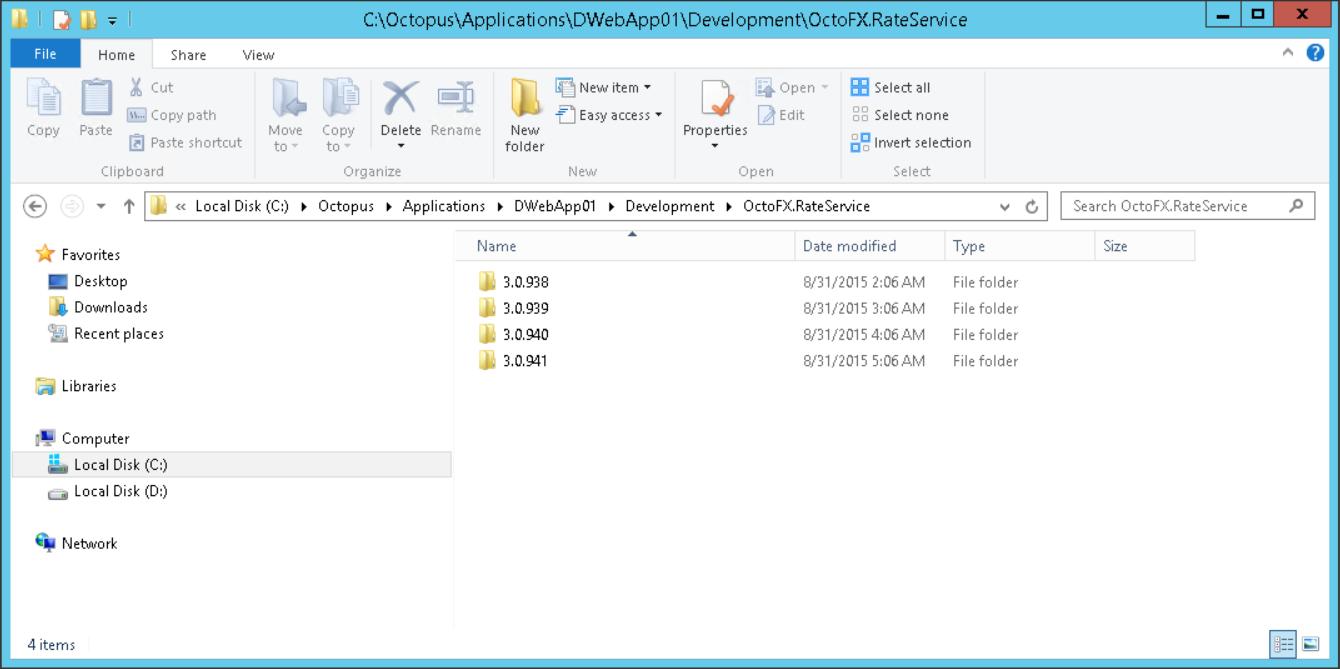 C:\Octopus\Applications\DWebApp01\Development\OctoFX.RateService
File Home Share View
Copy
Paste
Cut
Copy path
Paste shortcut
Clipboard
Move to
Copy to
Delete
Rename
Organize
New folder
New item
Easy access
New
Properties
Open
Edit
Open
Select all
Select none
Invert selection
Select
« Local Disk (C:) Octopus Applications DWebApp01 Development OctoFX.RateService
Search OctoFX.RateService
Favorites
Desktop
Downloads
Recent places
Libraries
Computer
Local Disk (C:)
Local Disk (D:)
Network
Name Date modified Type Size
3.0.938 8/31/2015 2:06 AM File folder
3.0.939 8/31/2015 3:06 AM File folder
3.0.940 8/31/2015 4:06 AM File folder
3.0.941 8/31/2015 5:06 AM File folder
4 items